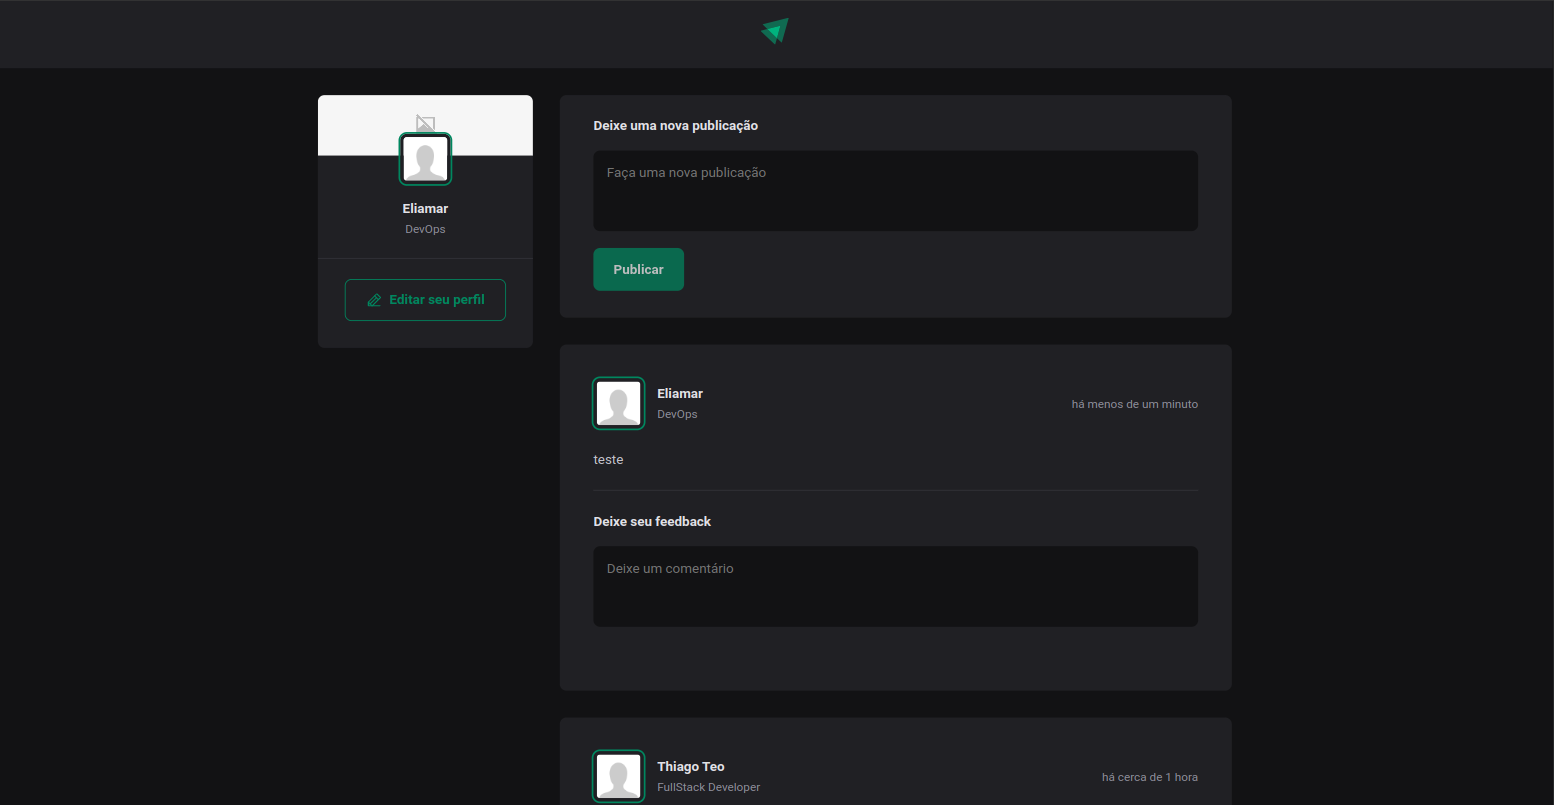 Eliamar
DevOps
Editar seu perfil
Deixe uma nova publicação
Faça uma nova publicação
Publicar
Eliamar
DevOps
há menos de um minuto
teste
Deixe seu feedback
Deixe um comentário
Thiago Teo
FullStack Developer
há cerca de 1 hora